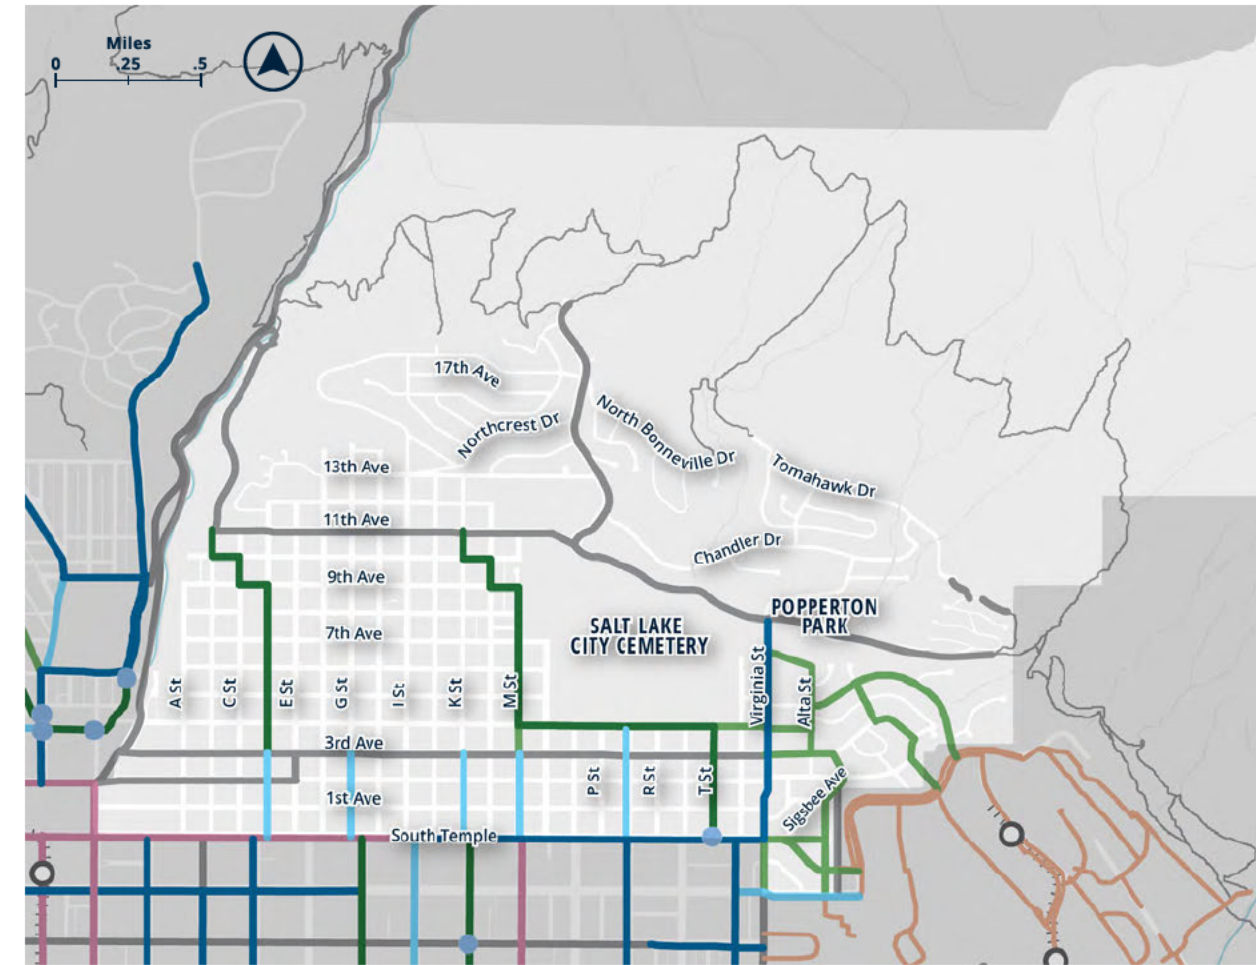 Miles
0 .25 .5
17th Ave
Northcrest Dr
North Bonneville Dr
13th Ave
Tomahawk Dr
11th Ave
Chandler Dr
9th Ave
POPPERTON
PARK
SALT LAKE
CITY CEMETERY
7th Ave
A St
C St
E St
G St
I St
K St
M St
Virginia St
Alta St
3rd Ave
P St
R St
T St
Sigsbee Ave
1st Ave
South Temple